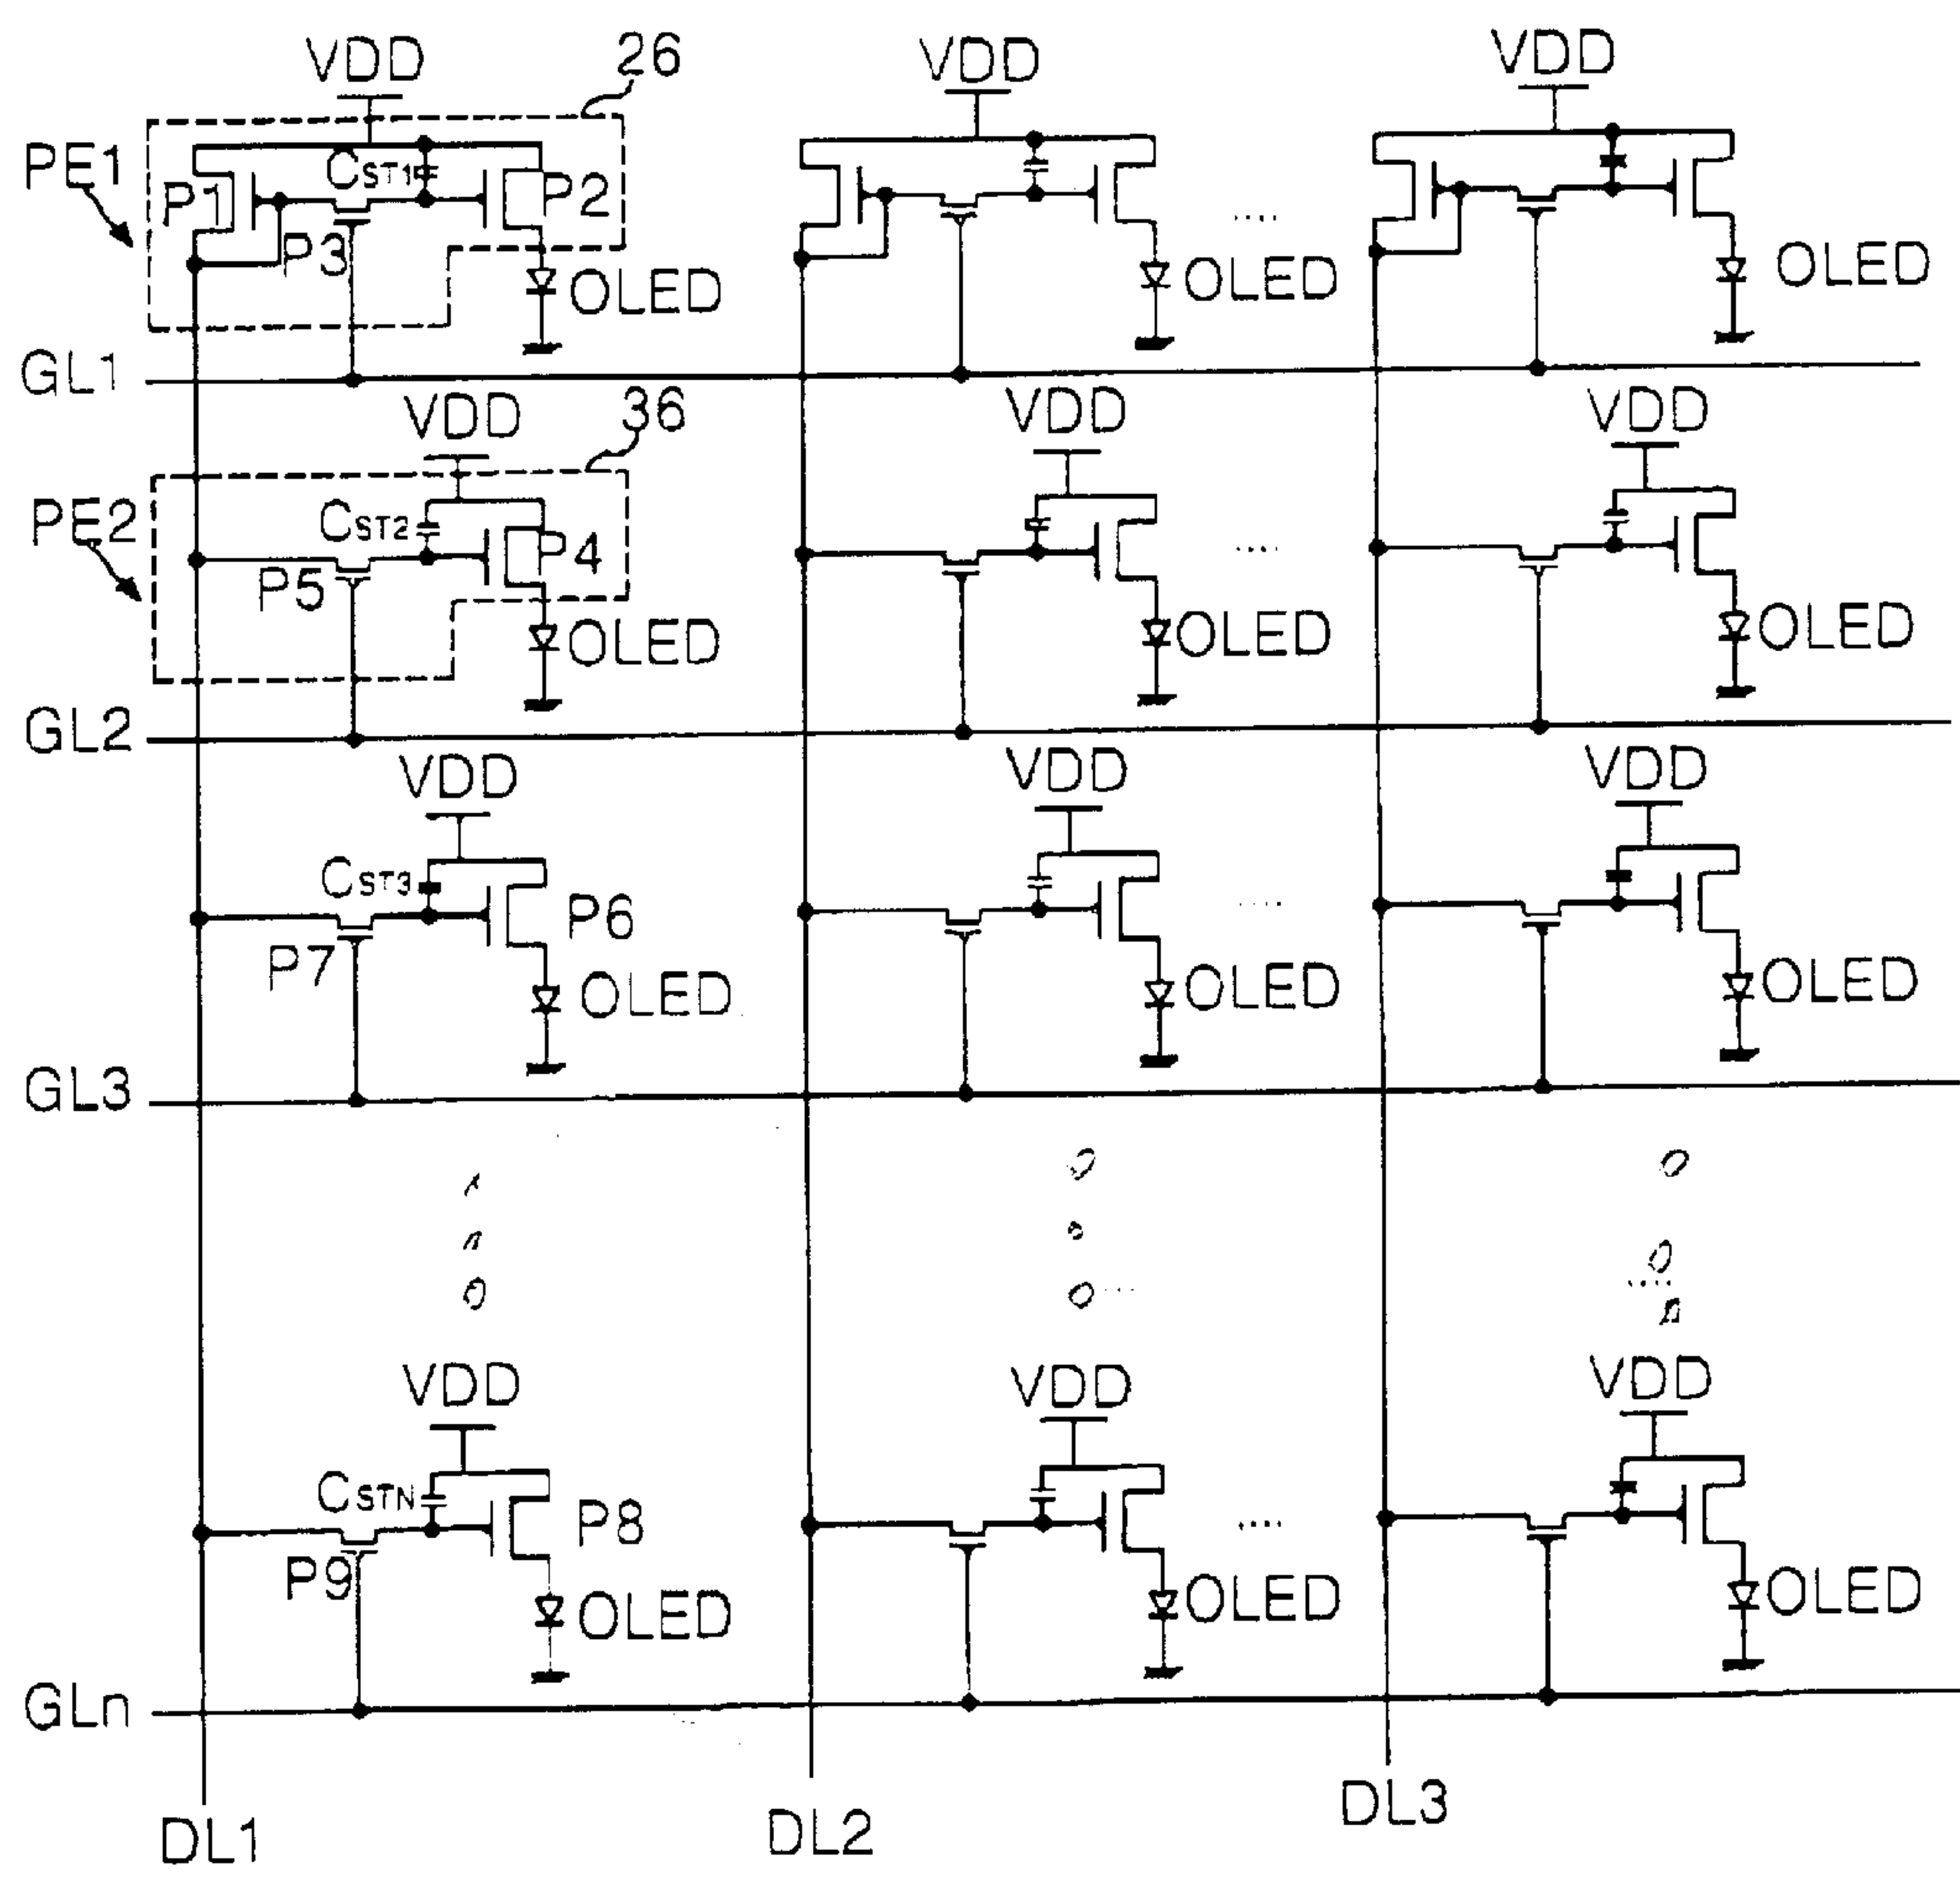 VDD 26 VDD VDD
PE1 CST1
P1 P2
P3 OLED OLED OLED
GL1
VDD 36 VDD VDD
PE2 CST2 P4
P5 OLED OLED OLED
GL2
VDD VDD VDD
CST3 P6
P7 OLED OLED OLED
GL3
VDD VDD VDD
CSTN P8
P9 OLED OLED OLED
GLn
DL1 DL2 DL3